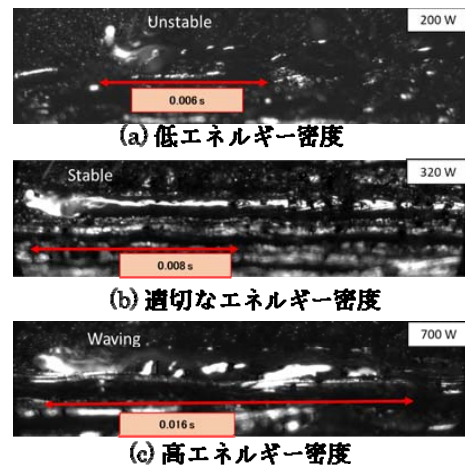 Unstable
200 W
0.006 s
(a) 低エネルギー密度
Stable
320 W
0.008 s
(b) 適切なエネルギー密度
Waving
700 W
0.016 s
(c) 高エネルギー密度